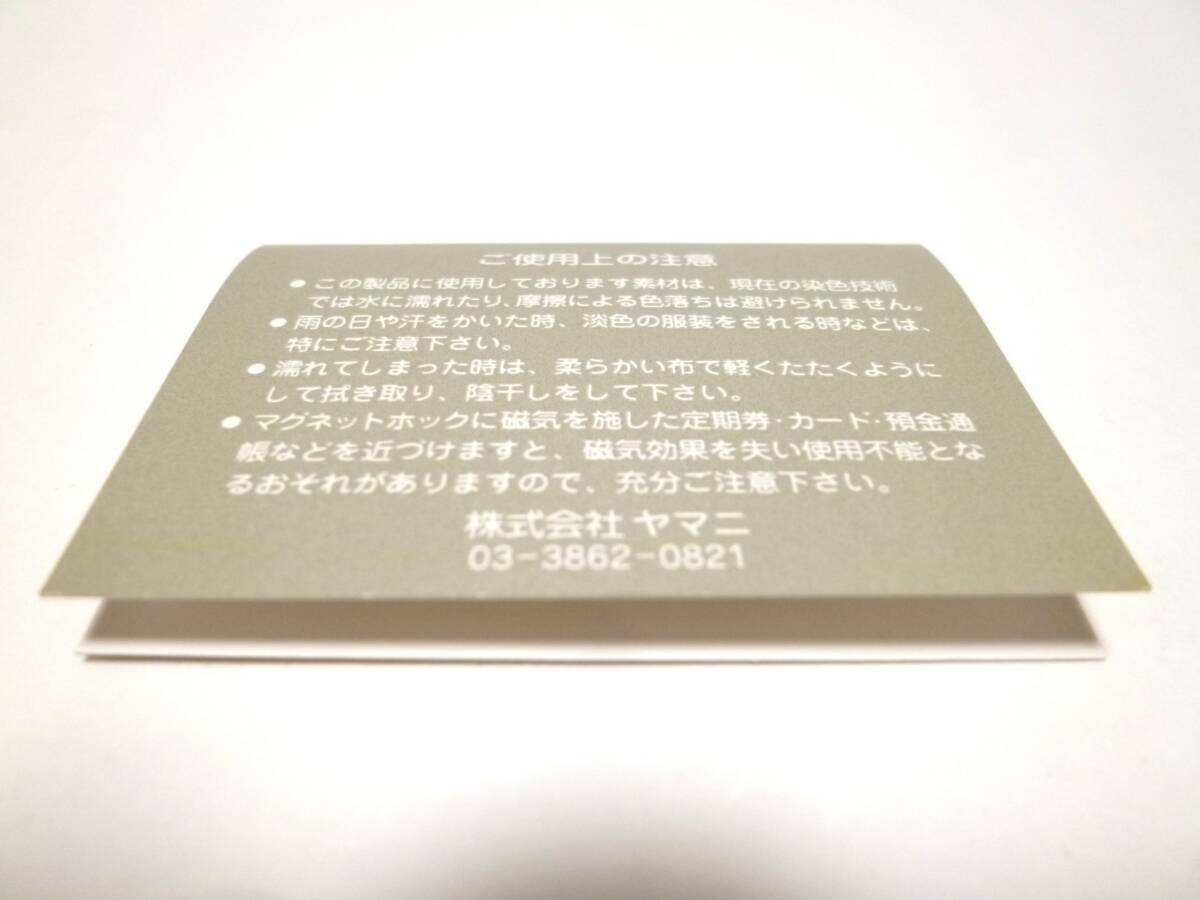 ご使用上の注意
● この製品に使用しております素材は、現在の染色技術
では水に濡れたり、摩擦による色落ちは避けられません。
● 雨の日や汗をかいた時、淡色の服装をされる時などは、
特にご注意下さい。
● 濡れてしまった時は、柔らかい布で軽くたたくように
して拭き取り、陰干しをして下さい。
● マグネットホックに磁気を施した定期券・カード・預金通
帳などを近づけますと、磁気効果を失い使用不能とな
るおそれがありますので、充分ご注意下さい。
株式会社 ヤマニ
03-3862-0821